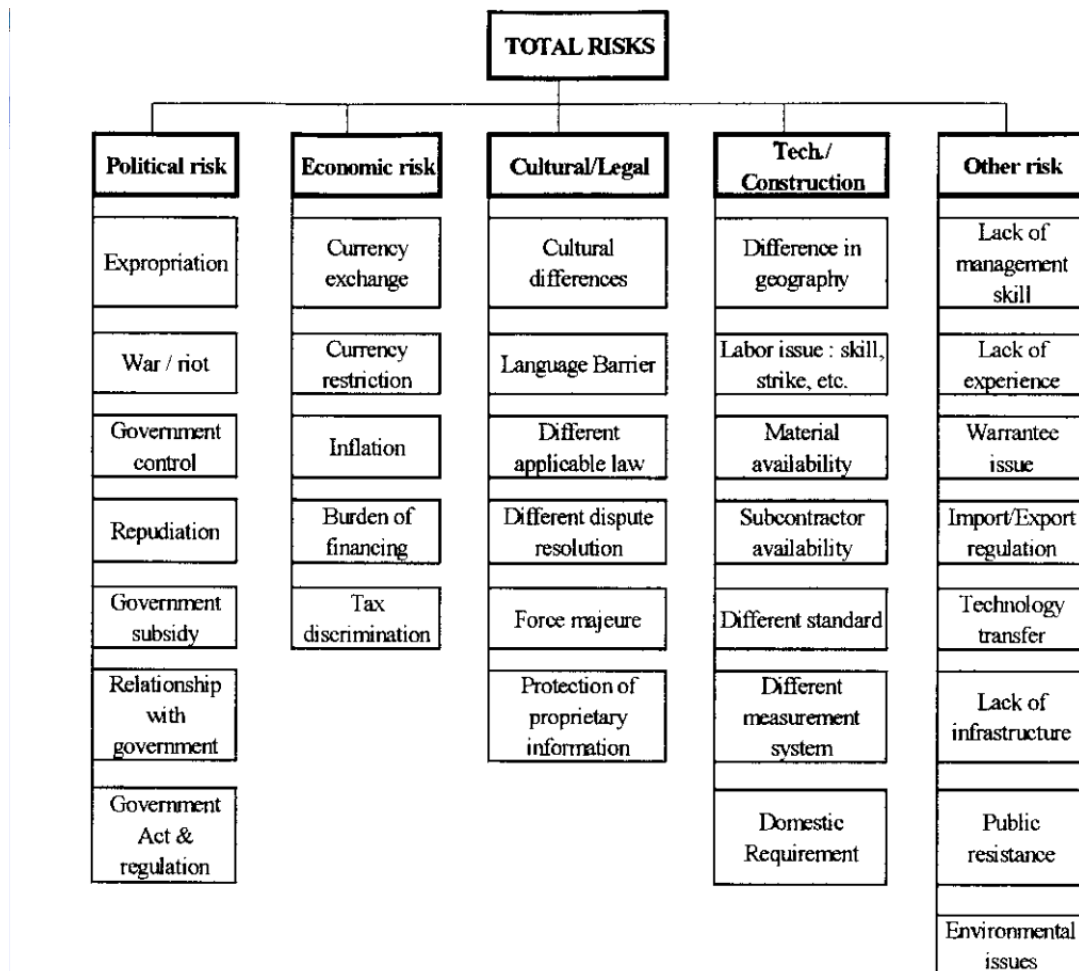 TOTAL RISKS
Political risk
Expropriation
War / riot
Government
control
Repudiation
Government
subsidy
Relationship
with
government
Government
Act &
regulation
Economic risk
Currency
exchange
Currency
restriction
Inflation
Burden of
financing
Tax
discrimination
Cultural/Legal
Cultural
differences
Language Barrier
Different
applicable law
Different dispute
resolution
Force majeure
Protection of
proprietary
information
Tech./
Construction
Difference in
geography
Labor issue : skill,
strike, etc.
Material
availability
Subcontractor
availability
Different standard
Different
measurement
system
Domestic
Requirement
Other risk
Lack of
management
skill
Lack of
experience
Warrantee
issue
Import/Export
regulation
Technology
transfer
Lack of
infrastructure
Public
resistance
Environmental
issues